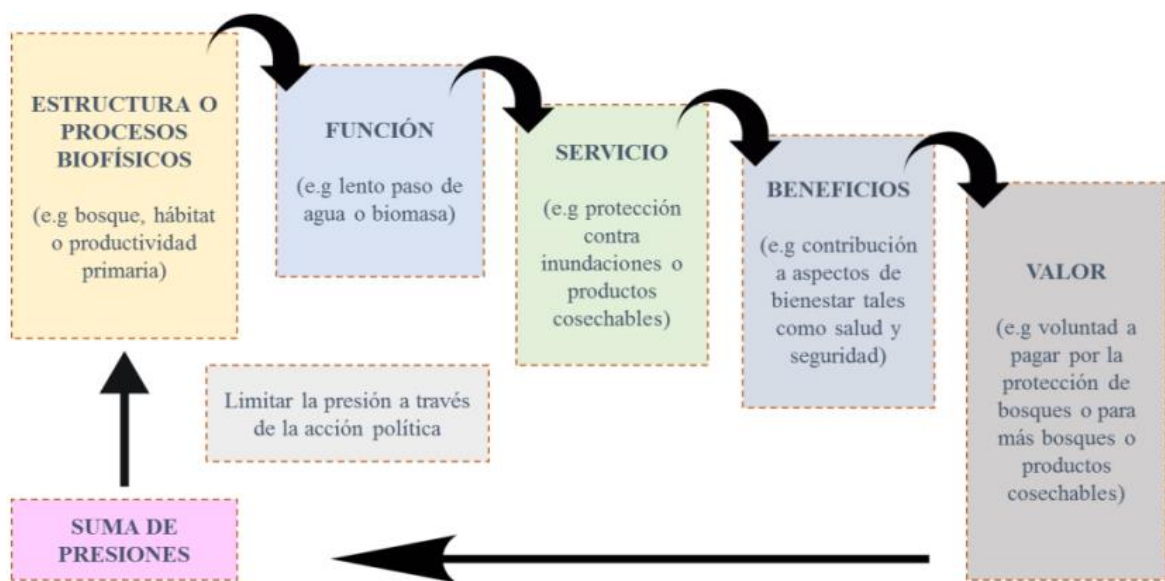 ESTRUCTURA O
PROCESOS
BIOFÍSICOS
(e.g bosque, hábitat
o productividad
primaria)
FUNCIÓN
(e.g lento paso de
agua o biomasa)
SERVICIO
(e.g protección
contra
inundaciones o
productos
cosechables)
BENEFICIOS
(e.g contribución
a aspectos de
bienestar tales
como salud y
seguridad)
VALOR
(e.g voluntad a
pagar por la
protección de
bosques o para
más bosques o
productos
cosechables)
Limitar la presión a través
de la acción política
SUMA DE
PRESIONES